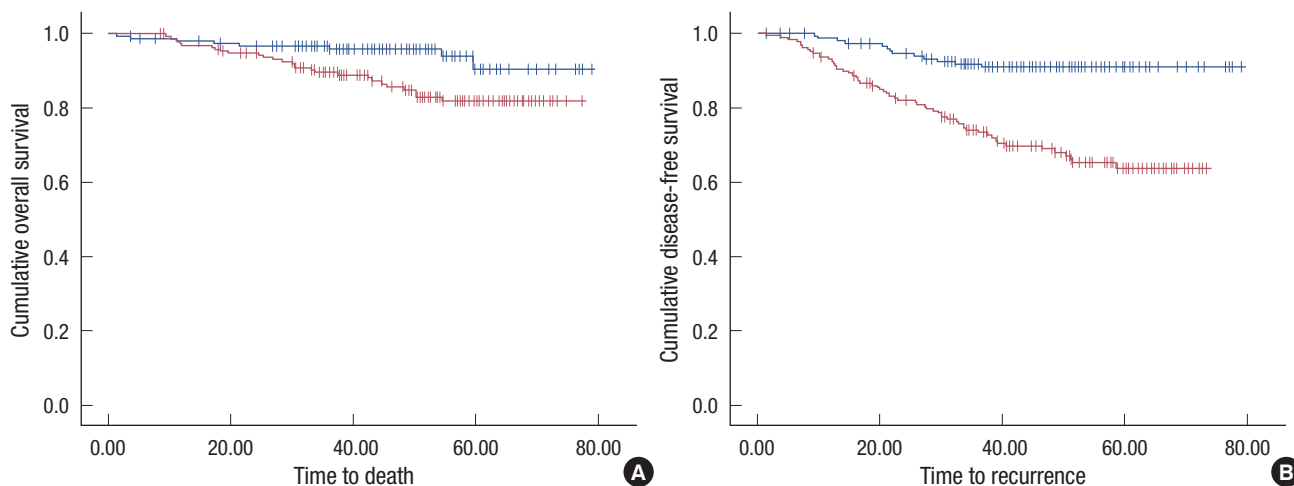 Cumulative overall survival
1.0
0.8
0.6
0.4
0.2
0.0
0.00 20.00 40.00 60.00 80.00
Time to death
A
Cumulative disease-free survival
1.0
0.8
0.6
0.4
0.2
0.0
0.00 20.00 40.00 60.00 80.00
Time to recurrence
B